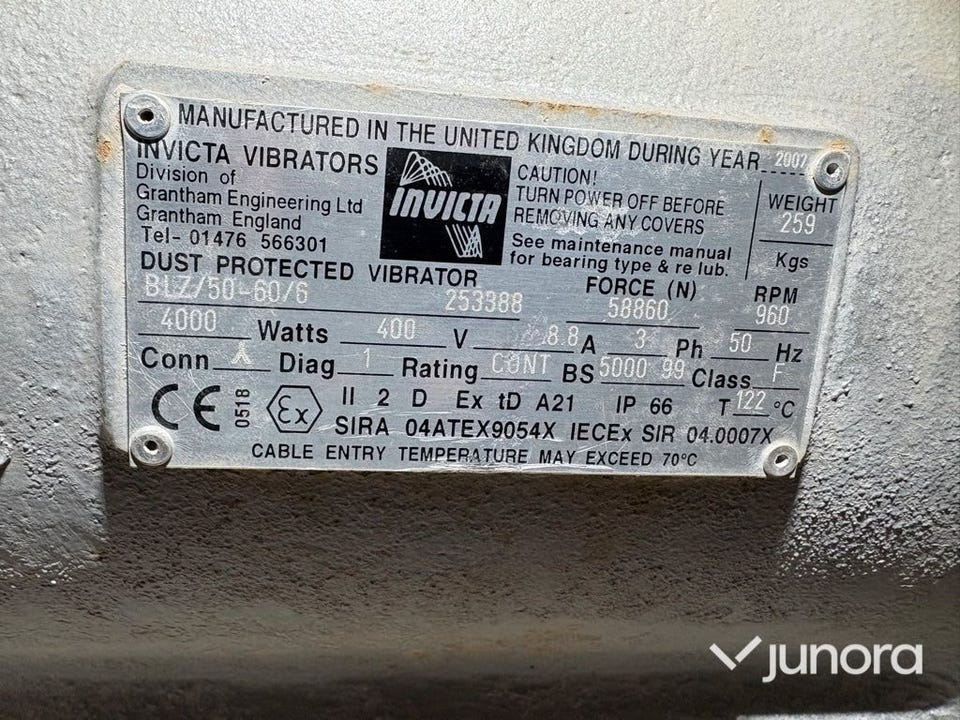 MANUFACTURED IN THE UNITED KINGDOM DURING YEAR 2007
INVICTA VIBRATORS
Division of
Grantham Engineering Ltd
Grantham England
Tel- 01476 566301
INVICTA
CAUTION!
TURN POWER OFF BEFORE
REMOVING ANY COVERS
See maintenance manual
for bearing type & re lub.
WEIGHT
259
Kgs
DUST PROTECTED VIBRATOR FORCE (N) RPM
BLZ/50-60/6 253388 58860 960
4000 Watts 400 V 8.8 A 3 Ph 50 Hz
Conn Diag 1 Rating CONT BS 5000 99 Class F
CE 0518 Ex II 2 D Ex tD A21 IP 66 T 122 °C
SIRA 04ATEX9054X IECEx SIR 04.0007X
CABLE ENTRY TEMPERATURE MAY EXCEED 70°C
junora